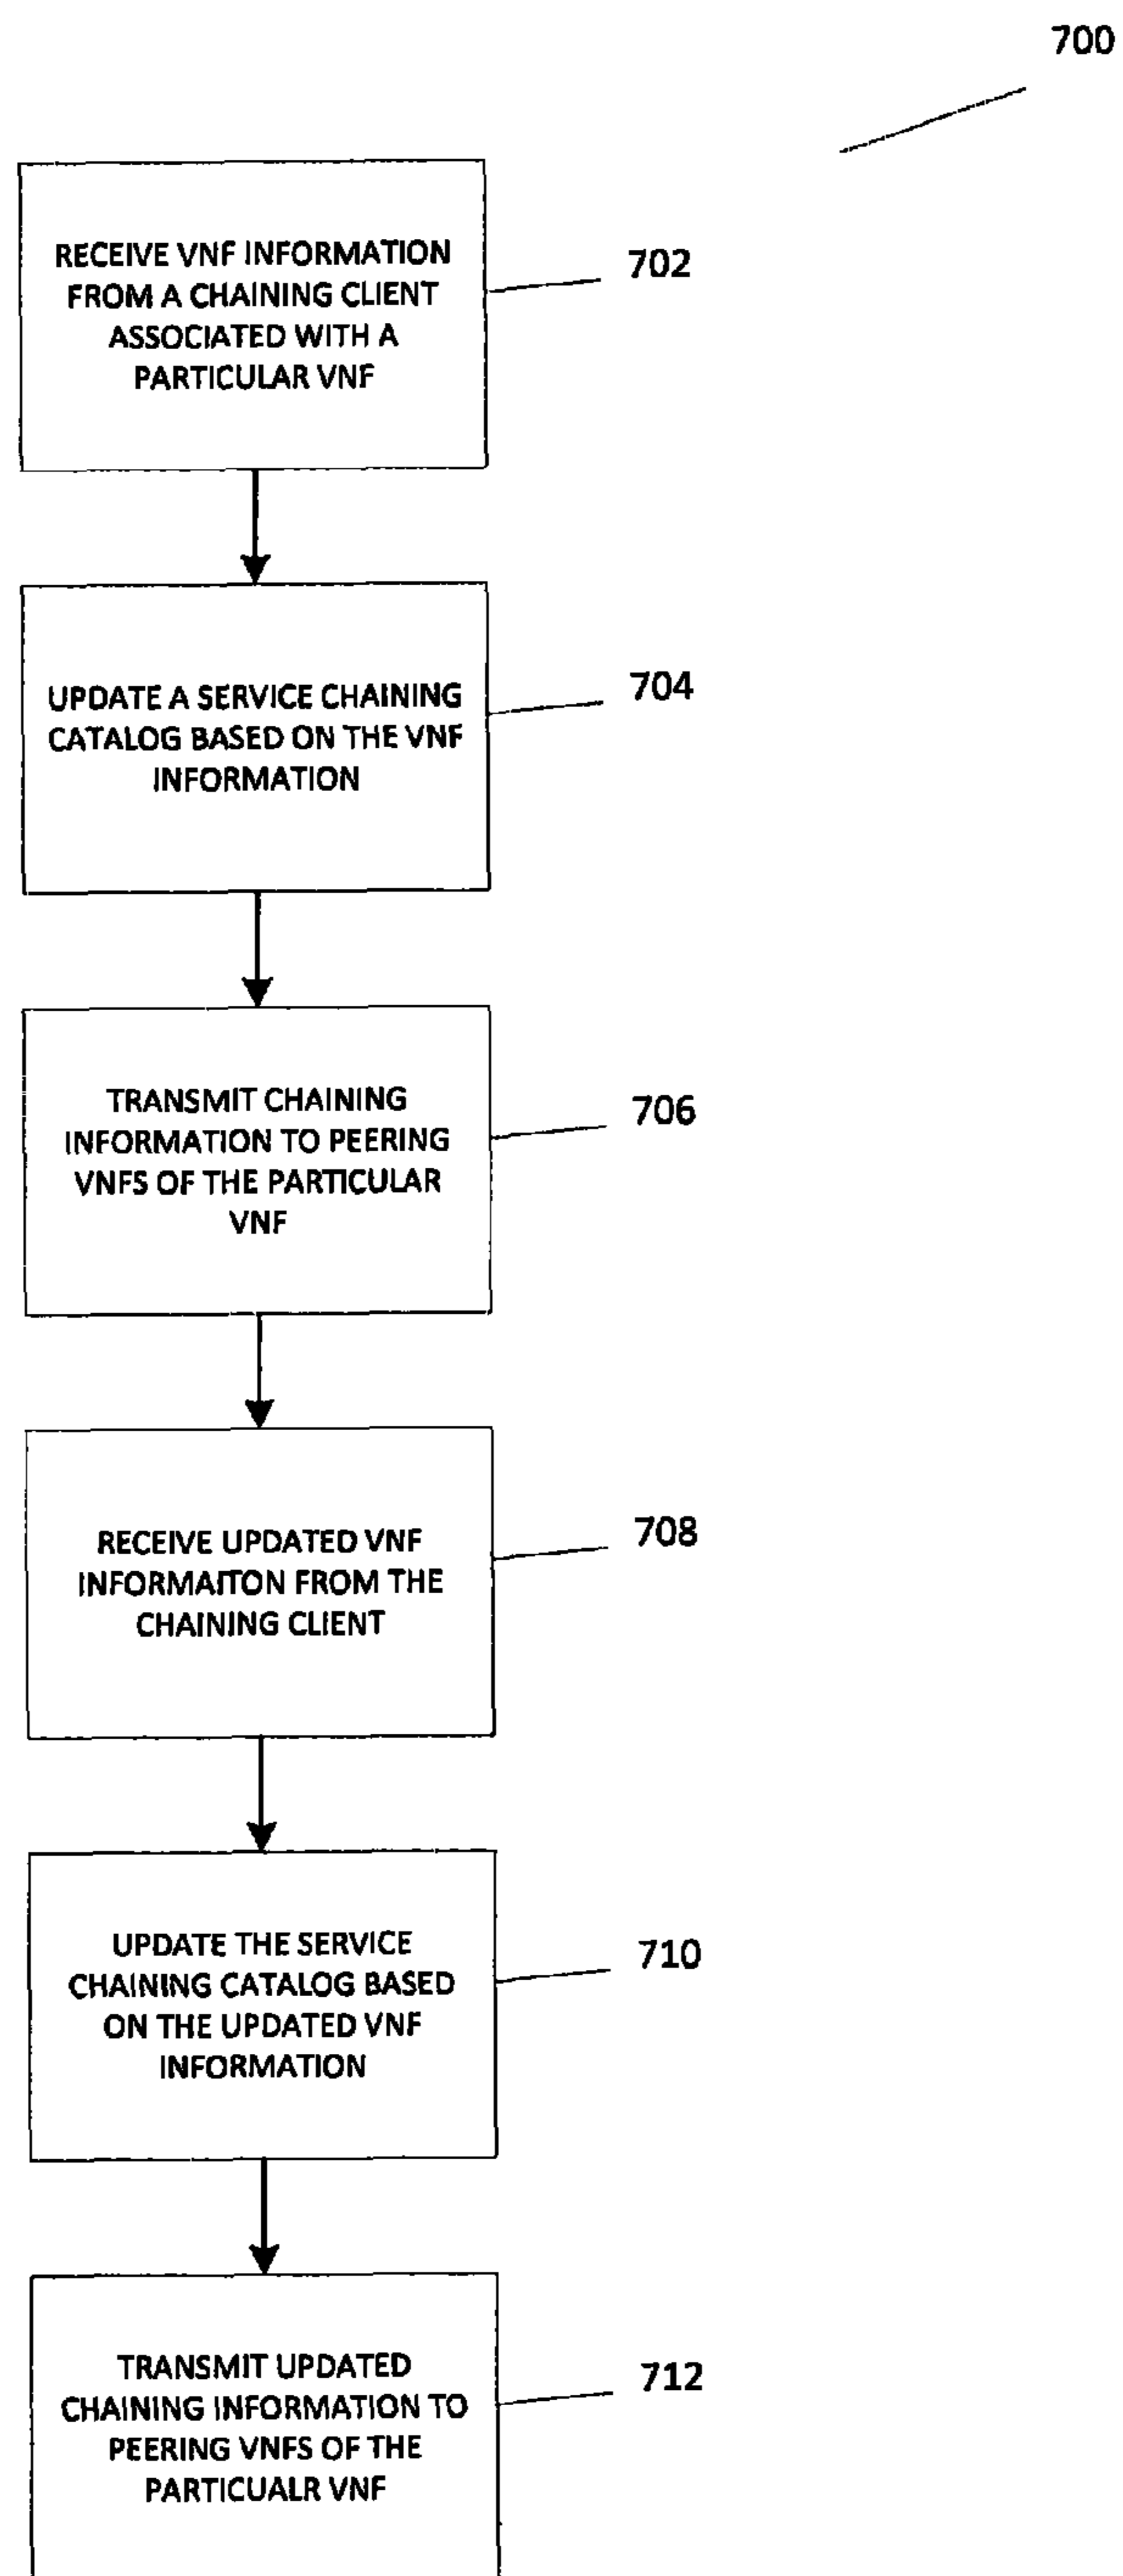 700
RECEIVE VNF INFORMATION
FROM A CHAINING CLIENT
ASSOCIATED WITH A
PARTICULAR VNF
702
UPDATE A SERVICE CHAINING
CATALOG BASED ON THE VNF
INFORMATION
704
TRANSMIT CHAINING
INFORMATION TO PEERING
VNFS OF THE PARTICULAR
VNF
706
RECEIVE UPDATED VNF
INFORMAITON FROM THE
CHAINING CLIENT
708
UPDATE THE SERVICE
CHAINING CATALOG BASED
ON THE UPDATED VNF
INFORMATION
710
TRANSMIT UPDATED
CHAINING INFORMATION TO
PEERING VNFS OF THE
PARTICUALR VNF
712